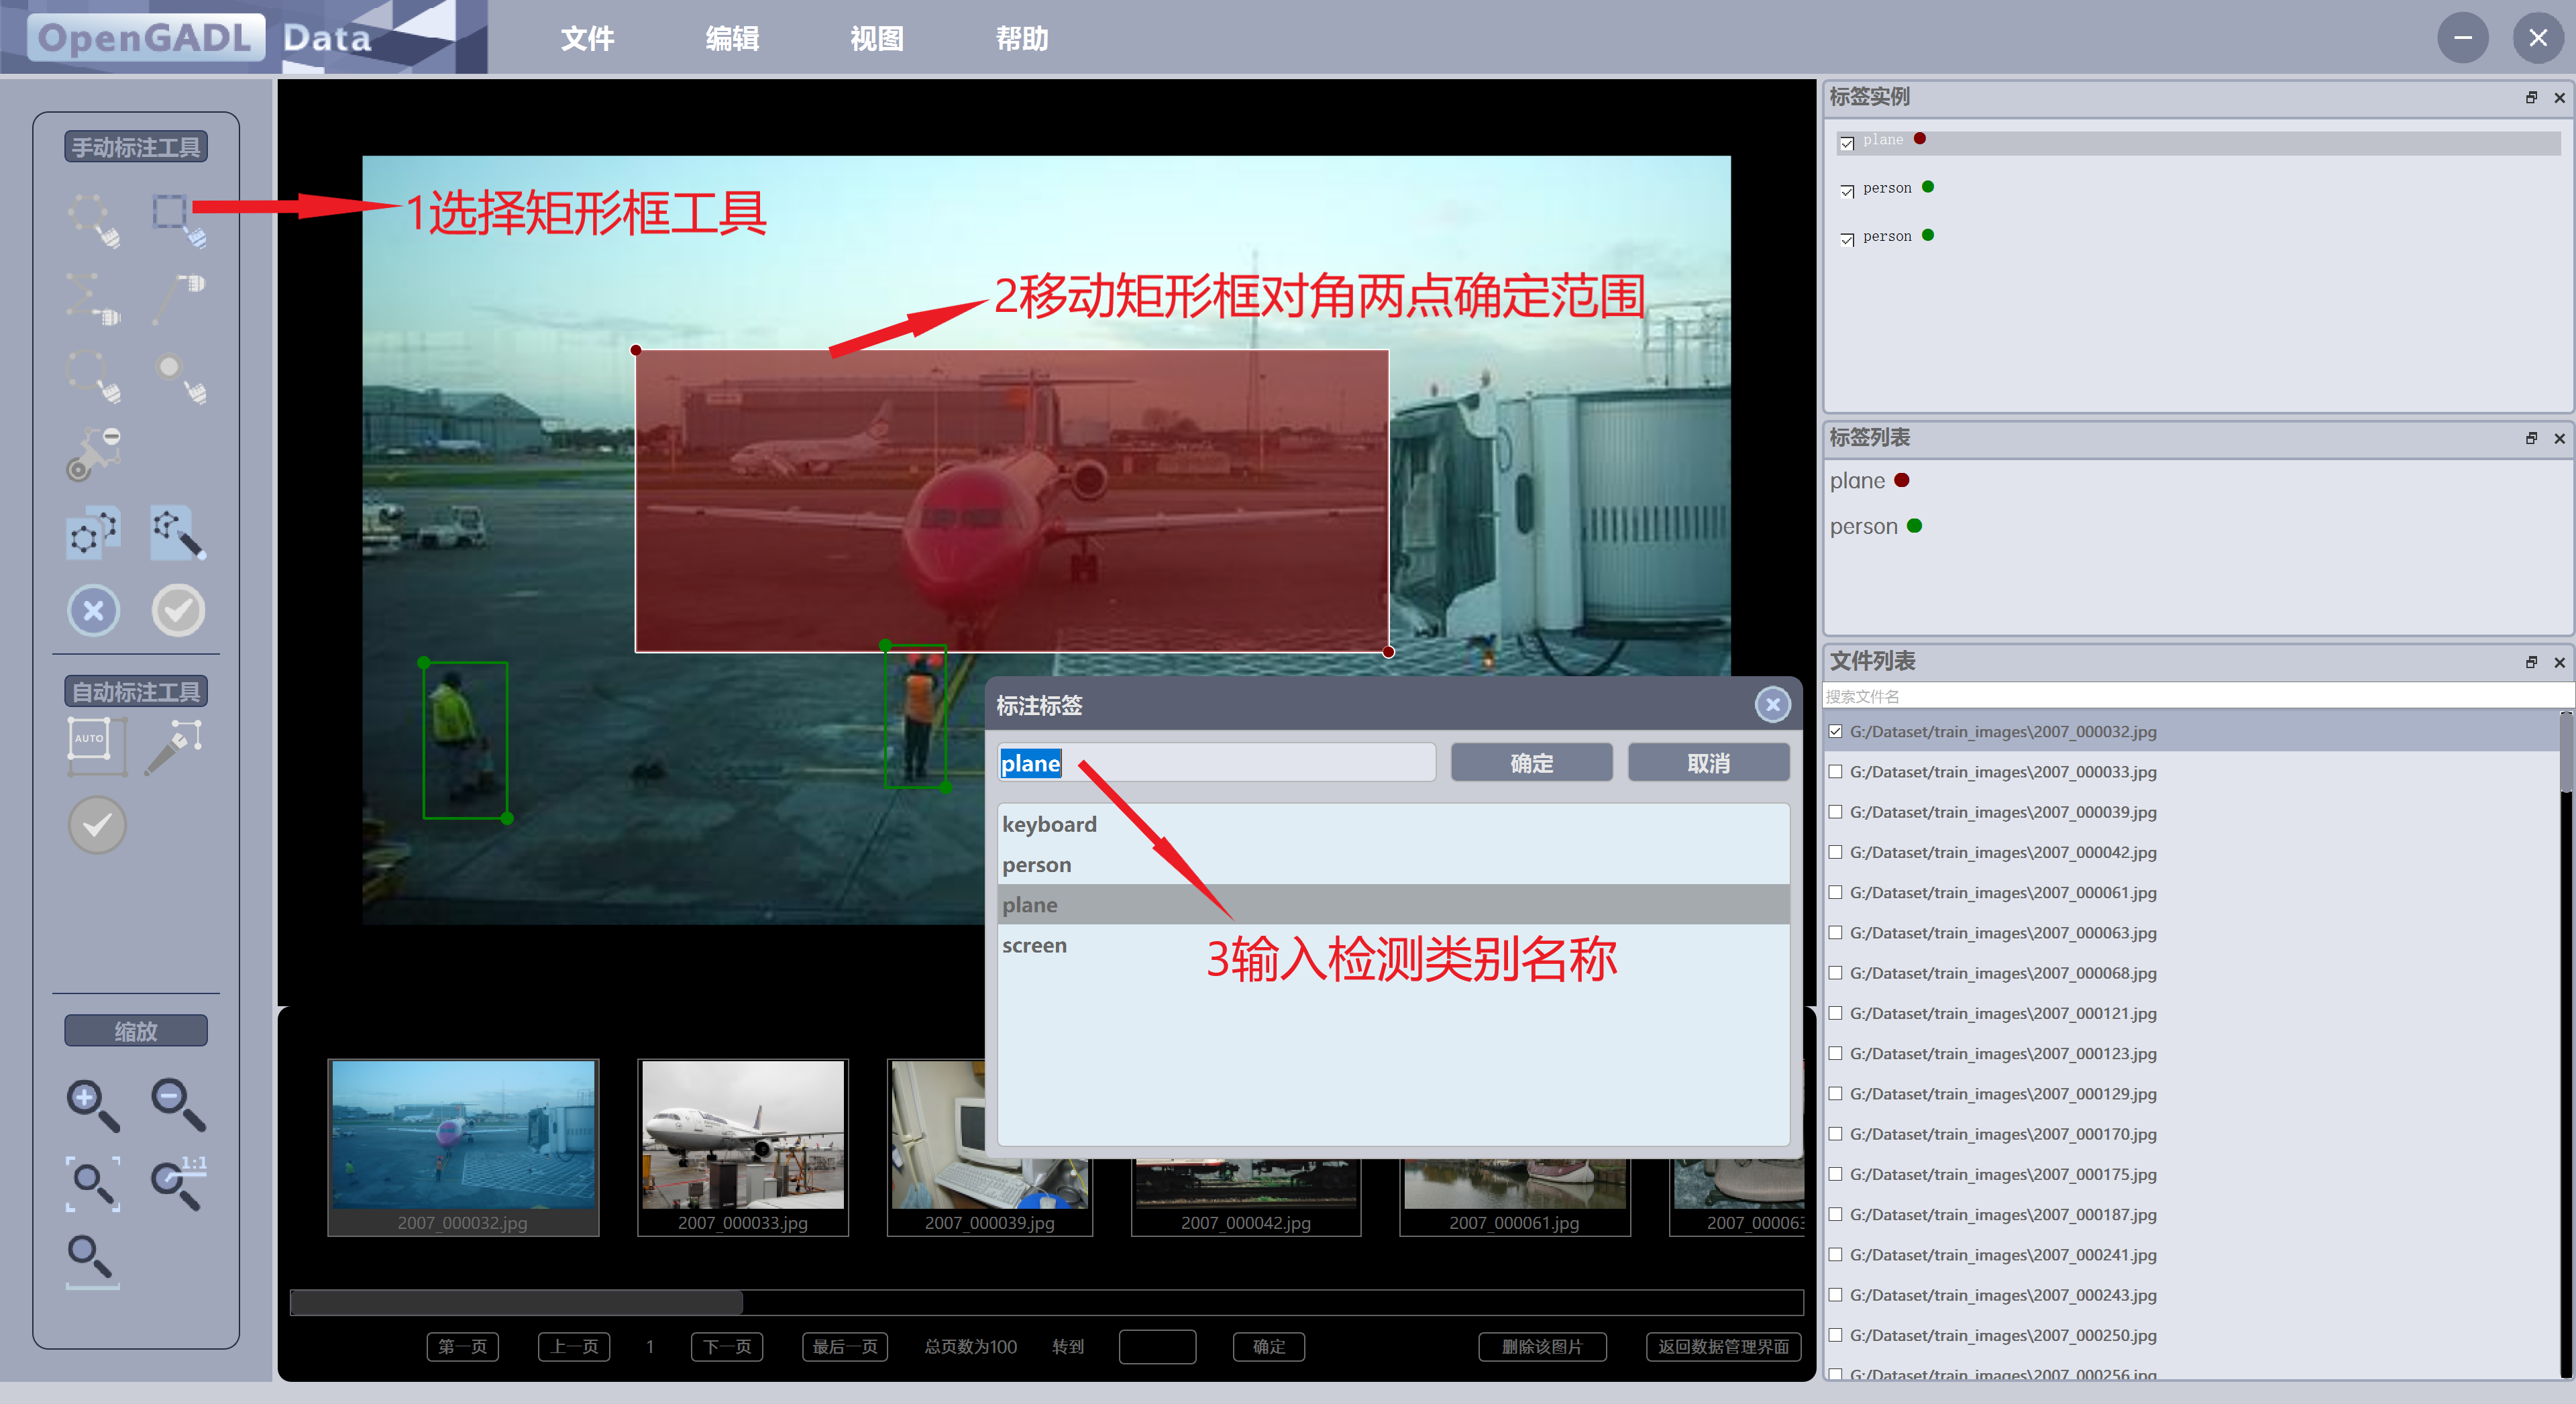 OpenGADL Data
文件 编辑 视图 帮助
手动标注工具
1选择矩形框工具
2移动矩形框对角两点确定范围
自动标注工具
AUTO
缩放
1:1
标注标签
plane
确定
取消
keyboard
person
plane
screen
3输入检测类别名称
2007_000032.jpg
2007_000033.jpg
2007_000039.jpg
2007_000042.jpg
2007_000061.jpg
2007_000063
第一页 上一页 1 下一页 最后一页 总页数为100 转到 确定 删除该图片 返回数据管理界面
标签实例
plane
person
person
标签列表
plane
person
文件列表
搜索文件名
G:/Dataset/train_images\2007_000032.jpg
G:/Dataset/train_images\2007_000033.jpg
G:/Dataset/train_images\2007_000039.jpg
G:/Dataset/train_images\2007_000042.jpg
G:/Dataset/train_images\2007_000061.jpg
G:/Dataset/train_images\2007_000063.jpg
G:/Dataset/train_images\2007_000068.jpg
G:/Dataset/train_images\2007_000121.jpg
G:/Dataset/train_images\2007_000123.jpg
G:/Dataset/train_images\2007_000129.jpg
G:/Dataset/train_images\2007_000170.jpg
G:/Dataset/train_images\2007_000175.jpg
G:/Dataset/train_images\2007_000187.jpg
G:/Dataset/train_images\2007_000241.jpg
G:/Dataset/train_images\2007_000243.jpg
G:/Dataset/train_images\2007_000250.jpg
G:/Dataset/train_images\2007_000256.jpg